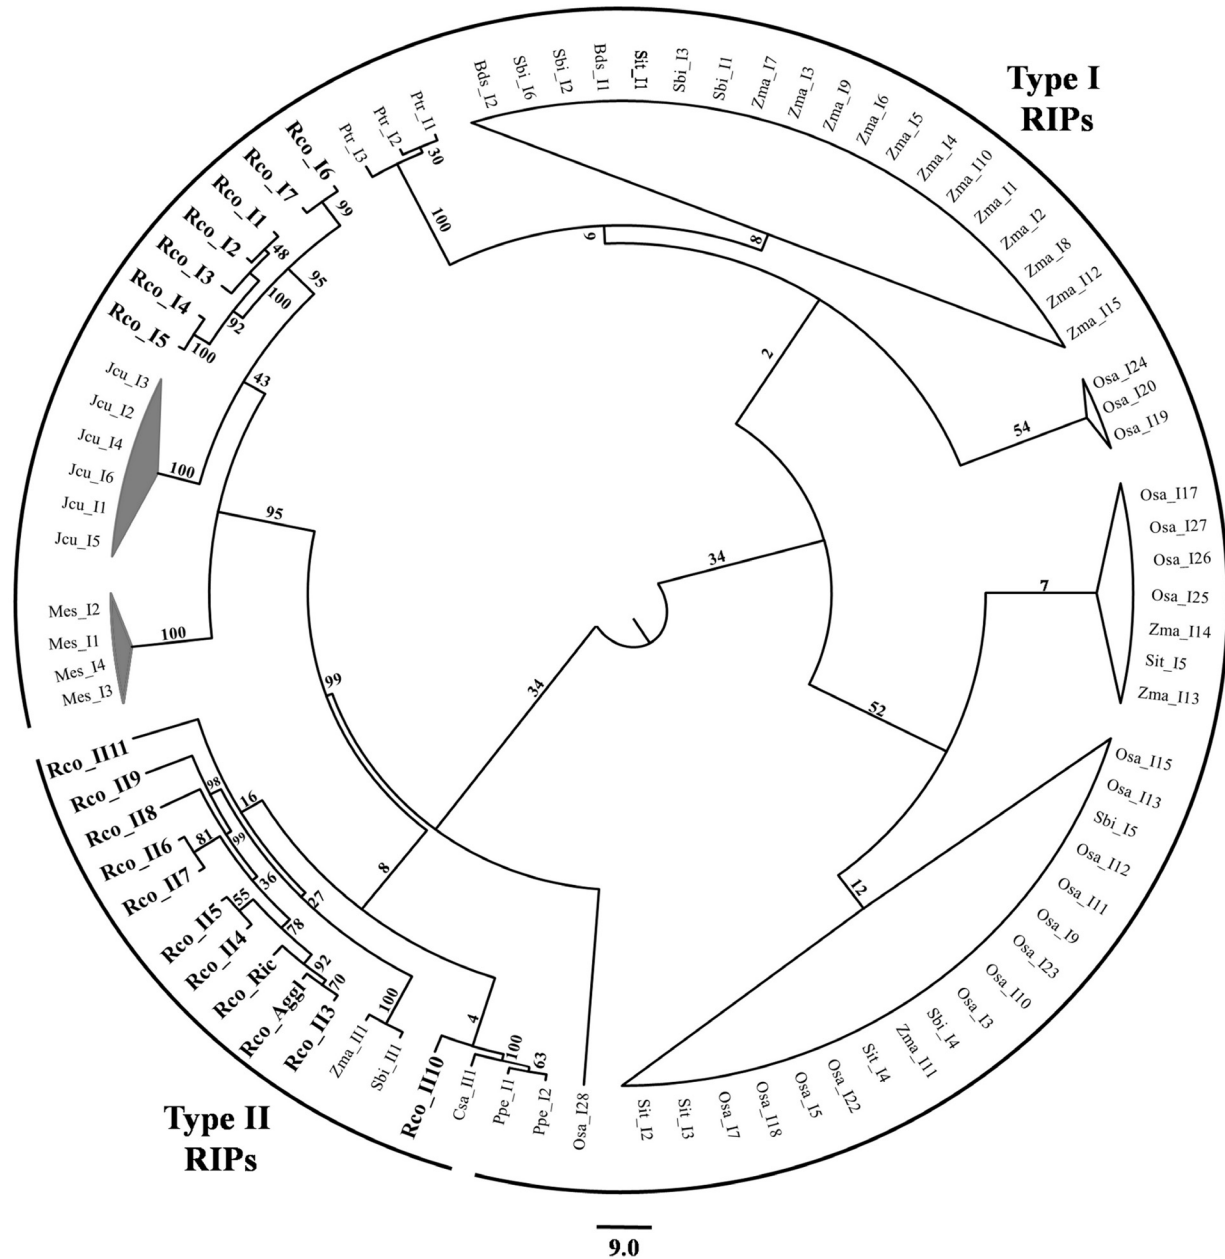 Type I
RIPs
Bds_I2
Sbi_I6
Sbi_I2
Bds_I1
Sit_I1
Sbi_I3
Sbi_I1
Zma_I7
Zma_I3
Zma_I9
Zma_I6
Zma_I5
Zma_I4
Zma_I10
Zma_I1
Zma_I2
Zma_I8
Zma_I12
Zma_I15
Osa_I24
Osa_I20
Osa_I19
Osa_I17
Osa_I27
Osa_I26
Osa_I25
Zma_I14
Sit_I5
Zma_I13
Osa_I15
Osa_I13
Sbi_I5
Osa_I12
Osa_I11
Osa_I9
Osa_I23
Osa_I10
Osa_I3
Sbi_I4
Zma_I11
Sit_I4
Osa_I22
Osa_I5
Osa_I18
Osa_I7
Sit_I3
Sit_I2
Osa_I28
Ppe_I2
Ppe_I1
Csa_II1
Rco_II10
Sbi_II1
Zma_II1
Rco_II3
Rco_Aggl
Rco_Ric
Rco_II4
Rco_II5
Rco_II7
Rco_II6
Rco_II8
Rco_II9
Rco_II11
Mes_I3
Mes_I4
Mes_I1
Mes_I2
Jcu_I5
Jcu_I1
Jcu_I6
Jcu_I4
Jcu_I2
Jcu_I3
Rco_I5
Rco_I4
Rco_I3
Rco_I2
Rco_I1
Rco_I7
Rco_I6
Ptr_I3
Ptr_I2
Ptr_I1
30
100
99
48
95
100
92
100
43
100
95
100
6
8
2
54
34
7
52
12
34
99
8
16
98
99
81
36
27
55
78
92
70
100
4
100
63
Type II
RIPs
9.0